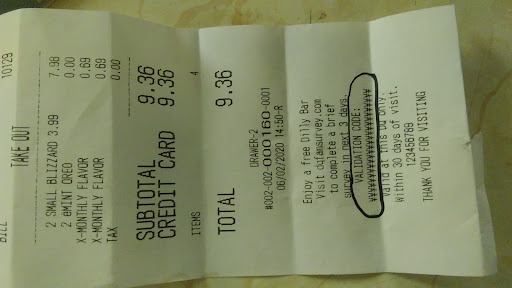 BILL 10129
TAKE OUT
2 SMALL BLIZZARD 3.99 7.98
2 @MINT OREO 0.00
X-MONTHLY FLAVOR 0.69
X-MONTHLY FLAVOR 0.69
TAX 0.00
SUBTOTAL 9.36
CREDIT CARD 9.36
ITEMS 4
TOTAL 9.36
DRAWER-2
#002-002-000160-0001
06/02/2020 14:50-R
Enjoy a free Dilly Bar
Visit dqfansurvey.com
to complete a brief
survey in next 3 days.
VALIDATION CODE:
Valid at this DQ only.
Within 30 days of visit.
123456789
THANK YOU FOR VISITING